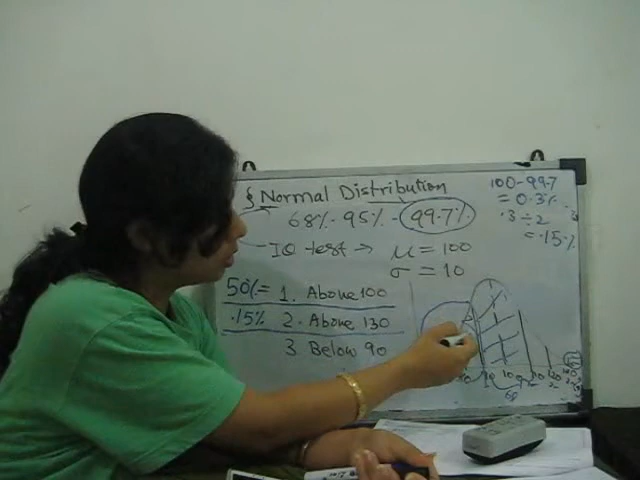 § Normal Distribution
68% - 95% - 99.7%
IQ test → μ = 100
σ = 10
50% = 1. Above 100
.15% 2. Above 130
3 Below 90
100-99.7
= 0.3%
.3 ÷ 2
= .15%
68